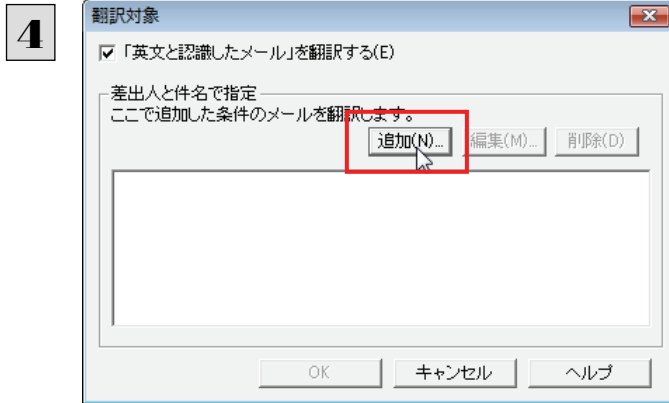 4
翻訳対象
「英文と認識したメール」を翻訳する(E)
差出人と件名で指定
ここで追加した条件のメールを翻訳します。
追加(N)... 編集(M)... 削除(D)
OK キャンセル ヘルプ